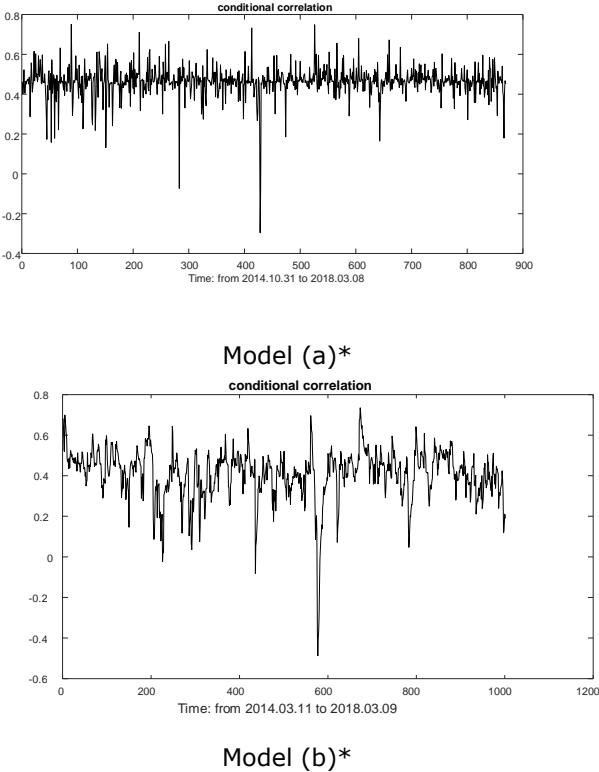 conditional correlation
0.8
0.6
0.4
0.2
0
-0.2
-0.4
0 100 200 300 400 500 600 700 800 900
Time: from 2014.10.31 to 2018.03.08
Model (a)*
conditional correlation
0.8
0.6
0.4
0.2
0
-0.2
-0.4
-0.6
0 200 400 600 800 1000 1200
Time: from 2014.03.11 to 2018.03.09
Model (b)*